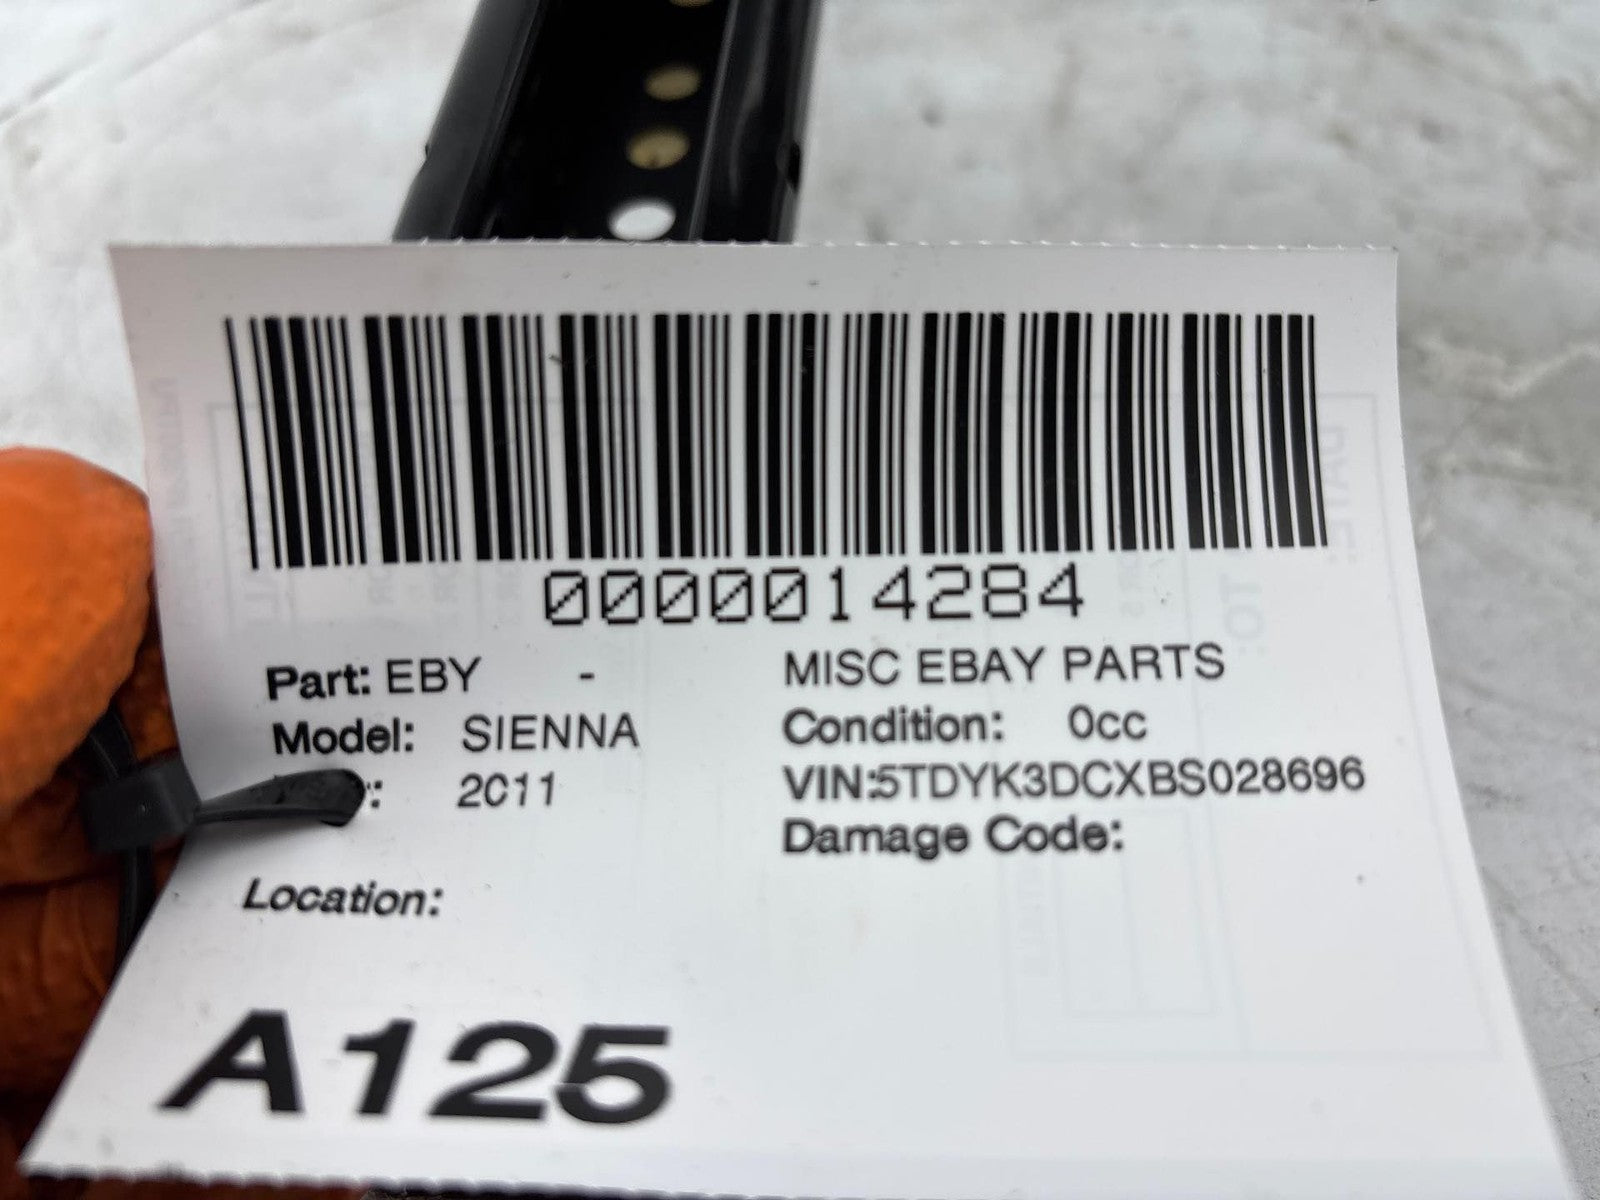 0000014284
Part: EBY - MISC EBAY PARTS
Model: SIENNA Condition: 0cc
: 2011 VIN:5TDYK3DCXBS028696
Damage Code:
Location:
A125